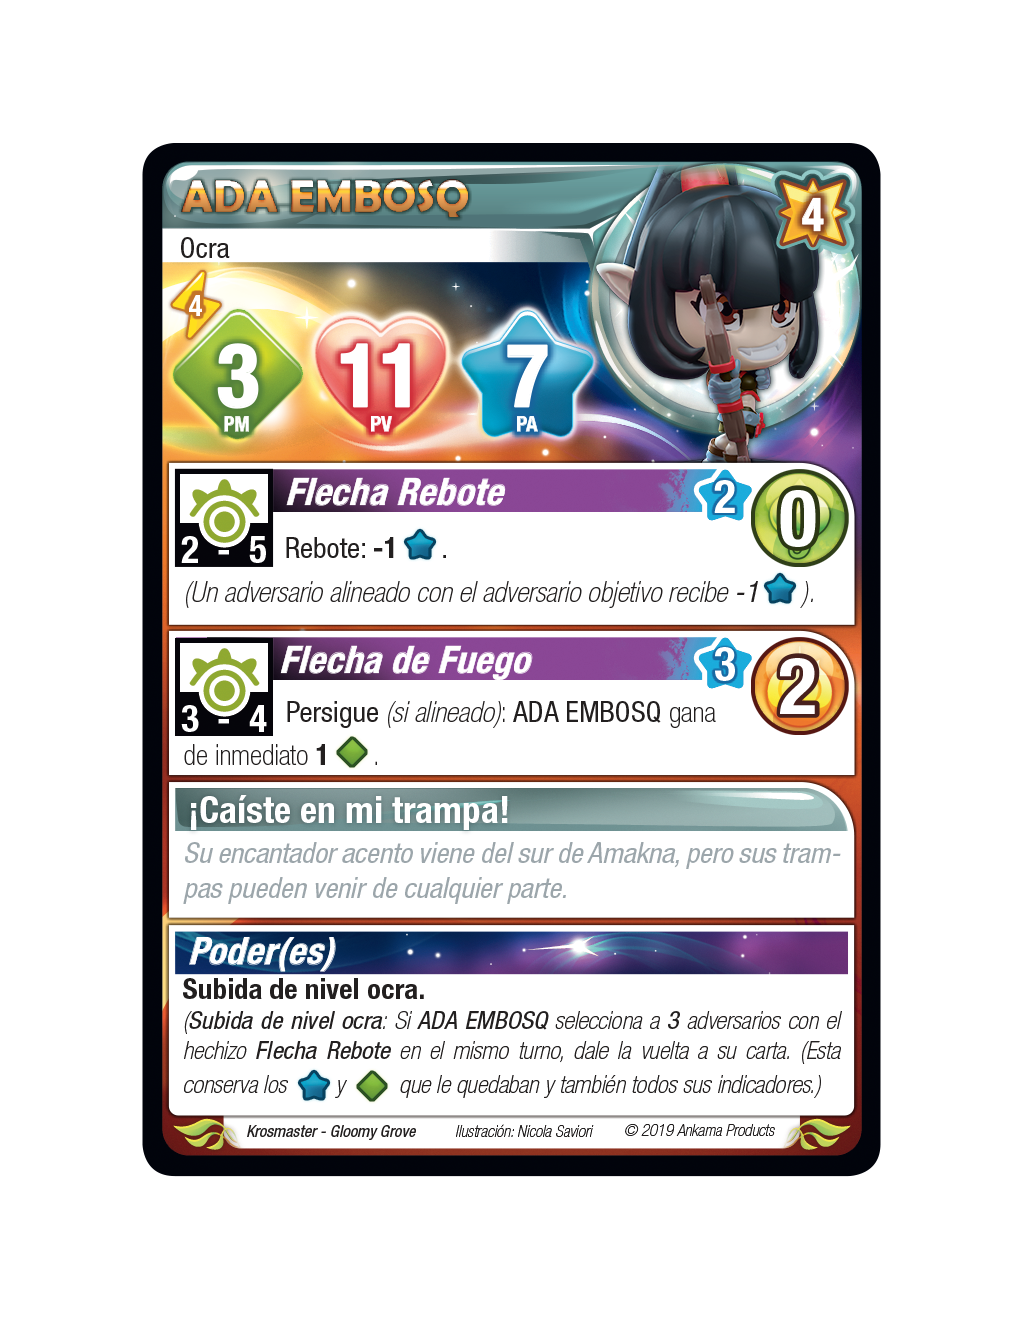 ADA EMBOSQ
4
Ocra
4
3
PM
11
PV
7
PA
Flecha Rebote
2
0
2 - 5
Rebote: -1 .
(Un adversario alineado con el adversario objetivo recibe -1 ).
Flecha de Fuego
3
2
3 - 4
Persigue (si alineado): ADA EMBOSQ gana
de inmediato 1 .
¡Caíste en mi trampa!
Su encantador acento viene del sur de Amakna, pero sus tram-
pas pueden venir de cualquier parte.
Poder(es)
Subida de nivel ocra.
(Subida de nivel ocra: Si ADA EMBOSQ selecciona a 3 adversarios con el
hechizo Flecha Rebote en el mismo turno, dale la vuelta a su carta. (Esta
conserva los y que le quedaban y también todos sus indicadores.)
Krosmaster - Gloomy Grove Ilustración: Nicola Saviori © 2019 Ankama Products